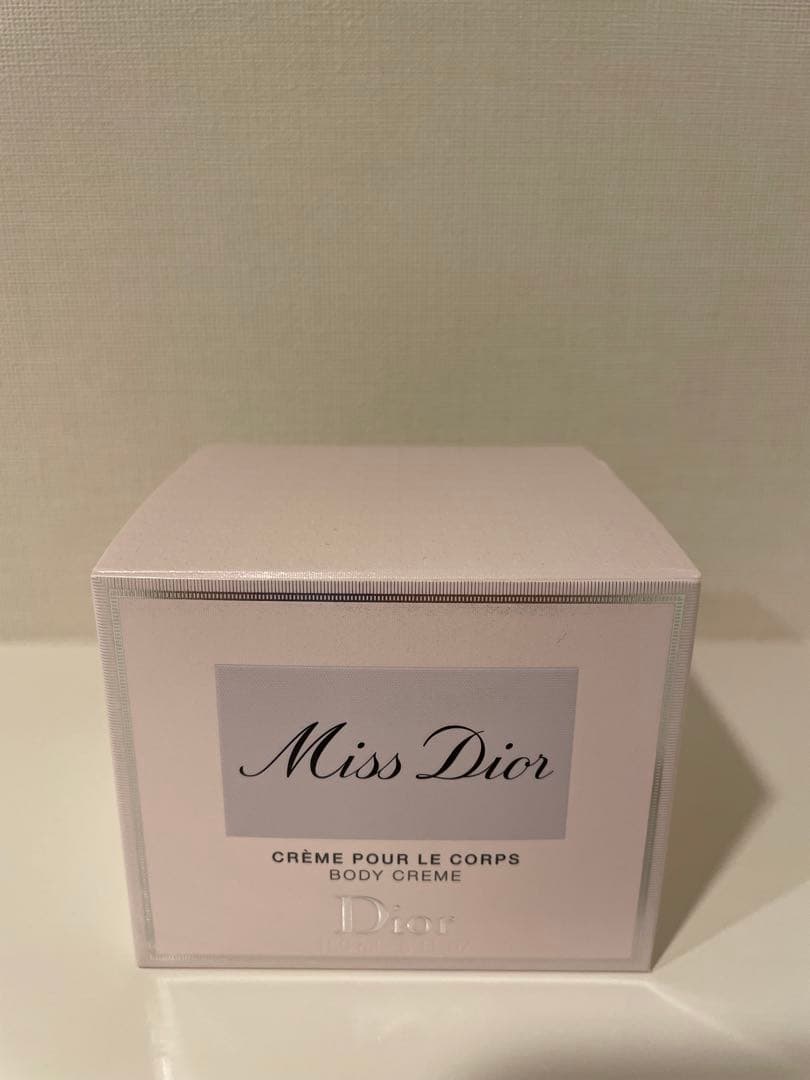 Miss Dior
CRÈME POUR LE CORPS
BODY CREME
Dior